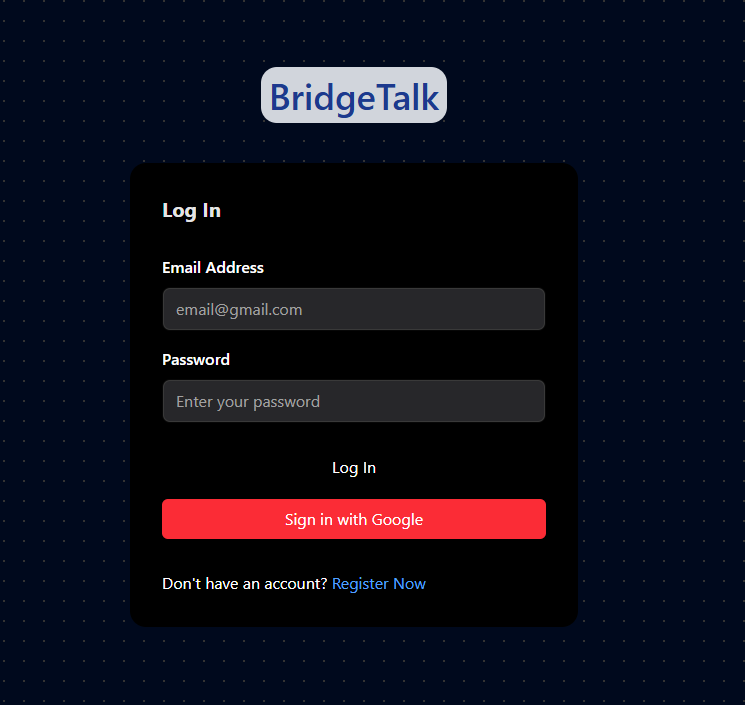 BridgeTalk
Log In
Email Address
email@gmail.com
Password
Enter your password
Log In
Sign in with Google
Don't have an account? Register Now